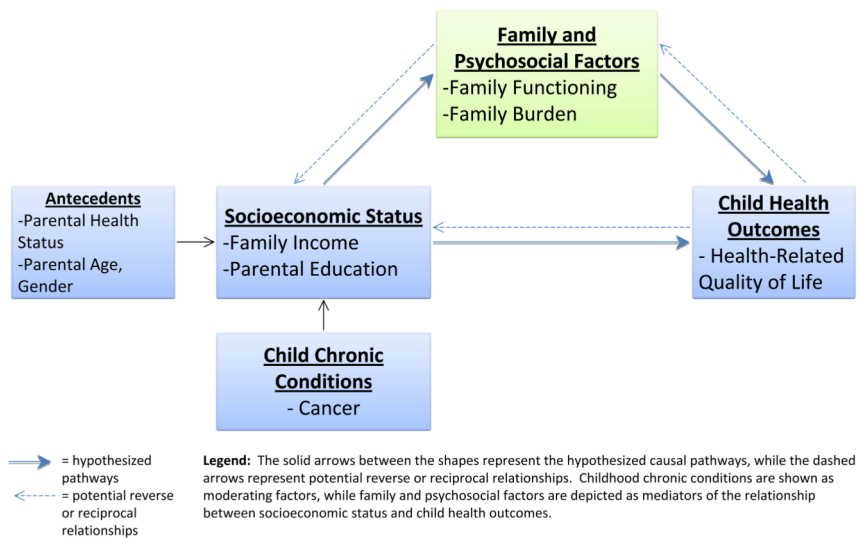 Family and
Psychosocial Factors
-Family Functioning
-Family Burden
Antecedents
-Parental Health
Status
-Parental Age,
Gender
Socioeconomic Status
-Family Income
-Parental Education
Child Health
Outcomes
- Health-Related
Quality of Life
Child Chronic
Conditions
- Cancer
= hypothesized
pathways
= potential reverse
or reciprocal
relationships
Legend: The solid arrows between the shapes represent the hypothesized causal pathways, while the dashed
arrows represent potential reverse or reciprocal relationships. Childhood chronic conditions are shown as
moderating factors, while family and psychosocial factors are depicted as mediators of the relationship
between socioeconomic status and child health outcomes.